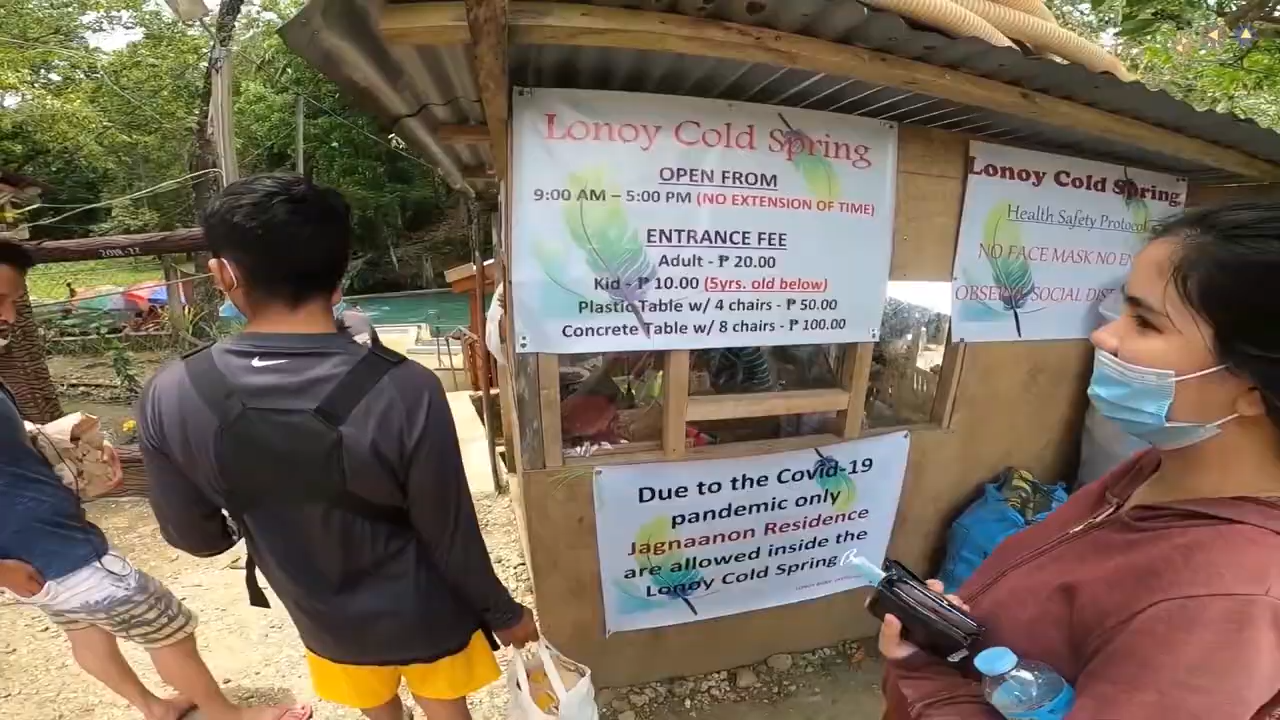 Lonoy Cold Spring
OPEN FROM
9:00 AM – 5:00 PM (NO EXTENSION OF TIME)
ENTRANCE FEE
Adult - ₱ 20.00
Kid - ₱ 10.00 (5yrs. old below)
Plastic Table w/ 4 chairs - ₱ 50.00
Concrete Table w/ 8 chairs - ₱ 100.00
Lonoy Cold Spring
Health Safety Protocol
NO FACE MASK NO
OBSERVE SOCIAL
Due to the Covid-19
pandemic only
Jagnaanon Residence
are allowed inside the
Lonoy Cold Spring